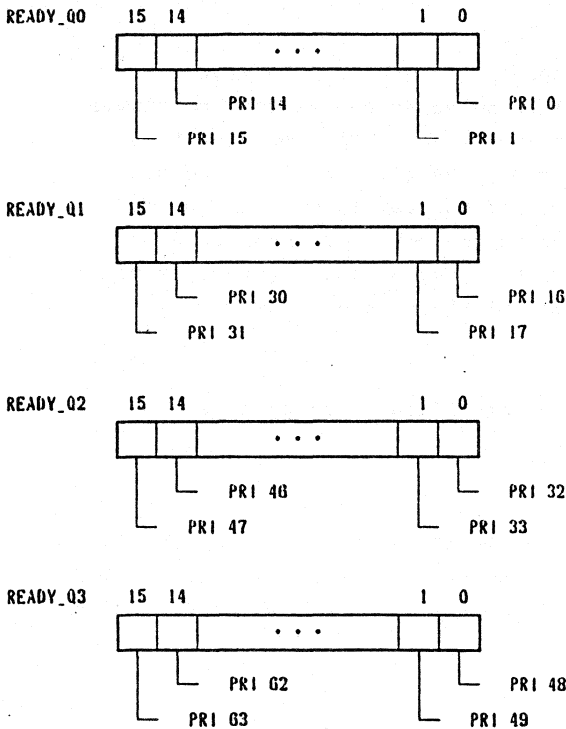 READY_Q0 15 14 1 0
. . .
PRI 14 PRI 0
PRI 15 PRI 1
READY_Q1 15 14 1 0
. . .
PRI 30 PRI 16
PRI 31 PRI 17
READY_Q2 15 14 1 0
. . .
PRI 46 PRI 32
PRI 47 PRI 33
READY_Q3 15 14 1 0
. . .
PRI 62 PRI 48
PRI 63 PRI 49